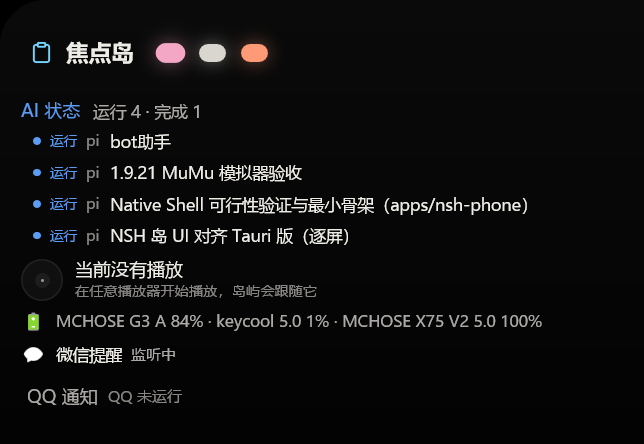 焦点岛
AI 状态 运行 4 · 完成 1
运行 pi bot助手
运行 pi 1.9.21 MuMu 模拟器验收
运行 pi Native Shell 可行性验证与最小骨架（apps/nsh-phone）
运行 pi NSH 岛 UI 对齐 Tauri 版（逐屏）
当前没有播放
在任意播放器开始播放，岛屿会跟随它
MCHOSE G3 A 84% · keycool 5.0 1% · MCHOSE X75 V2 5.0 100%
微信提醒 监听中
QQ 通知 QQ 未运行